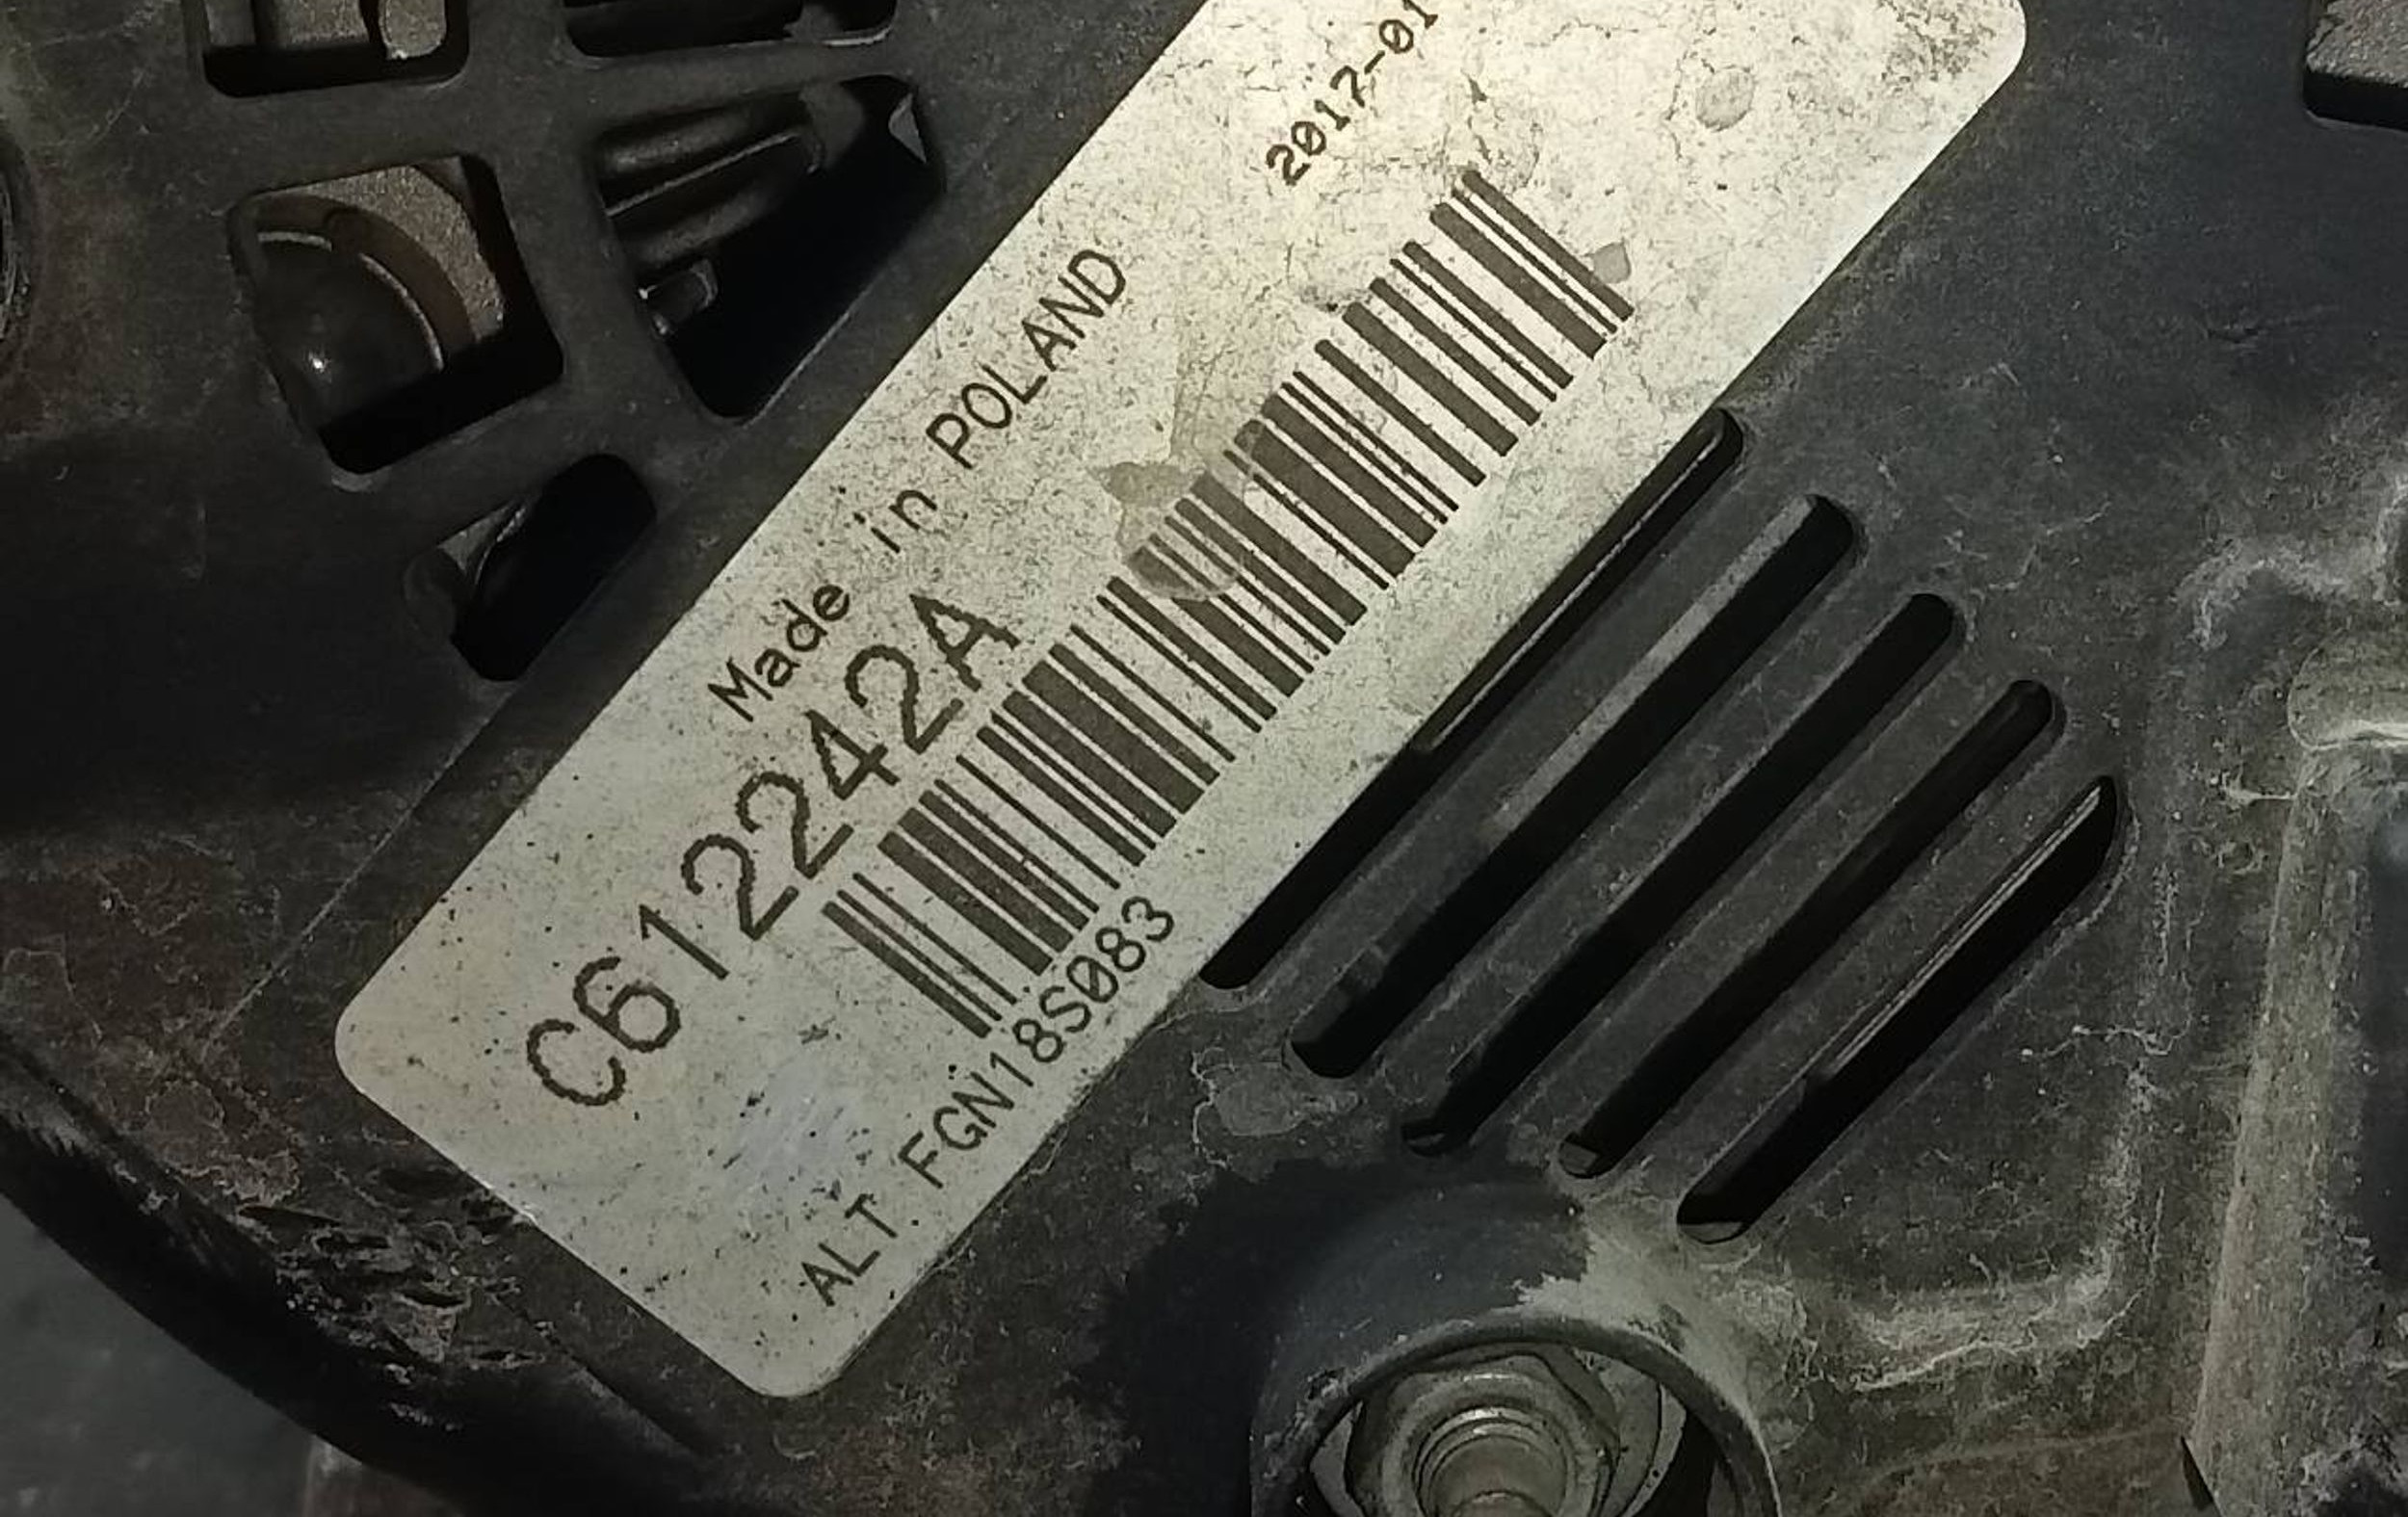 Made in POLAND
2017-01
C612242A
ALT FGN18S083